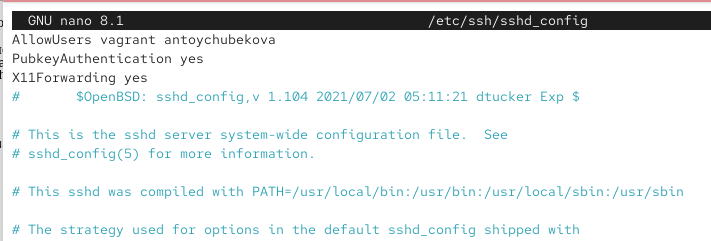 GNU nano 8.1 /etc/ssh/sshd_config
AllowUsers vagrant antoychubekova
PubkeyAuthentication yes
X11Forwarding yes
# $OpenBSD: sshd_config,v 1.104 2021/07/02 05:11:21 dtucker Exp $
# This is the sshd server system-wide configuration file. See
# sshd_config(5) for more information.
# This sshd was compiled with PATH=/usr/local/bin:/usr/bin:/usr/local/sbin:/usr/sbin
# The strategy used for options in the default sshd_config shipped with